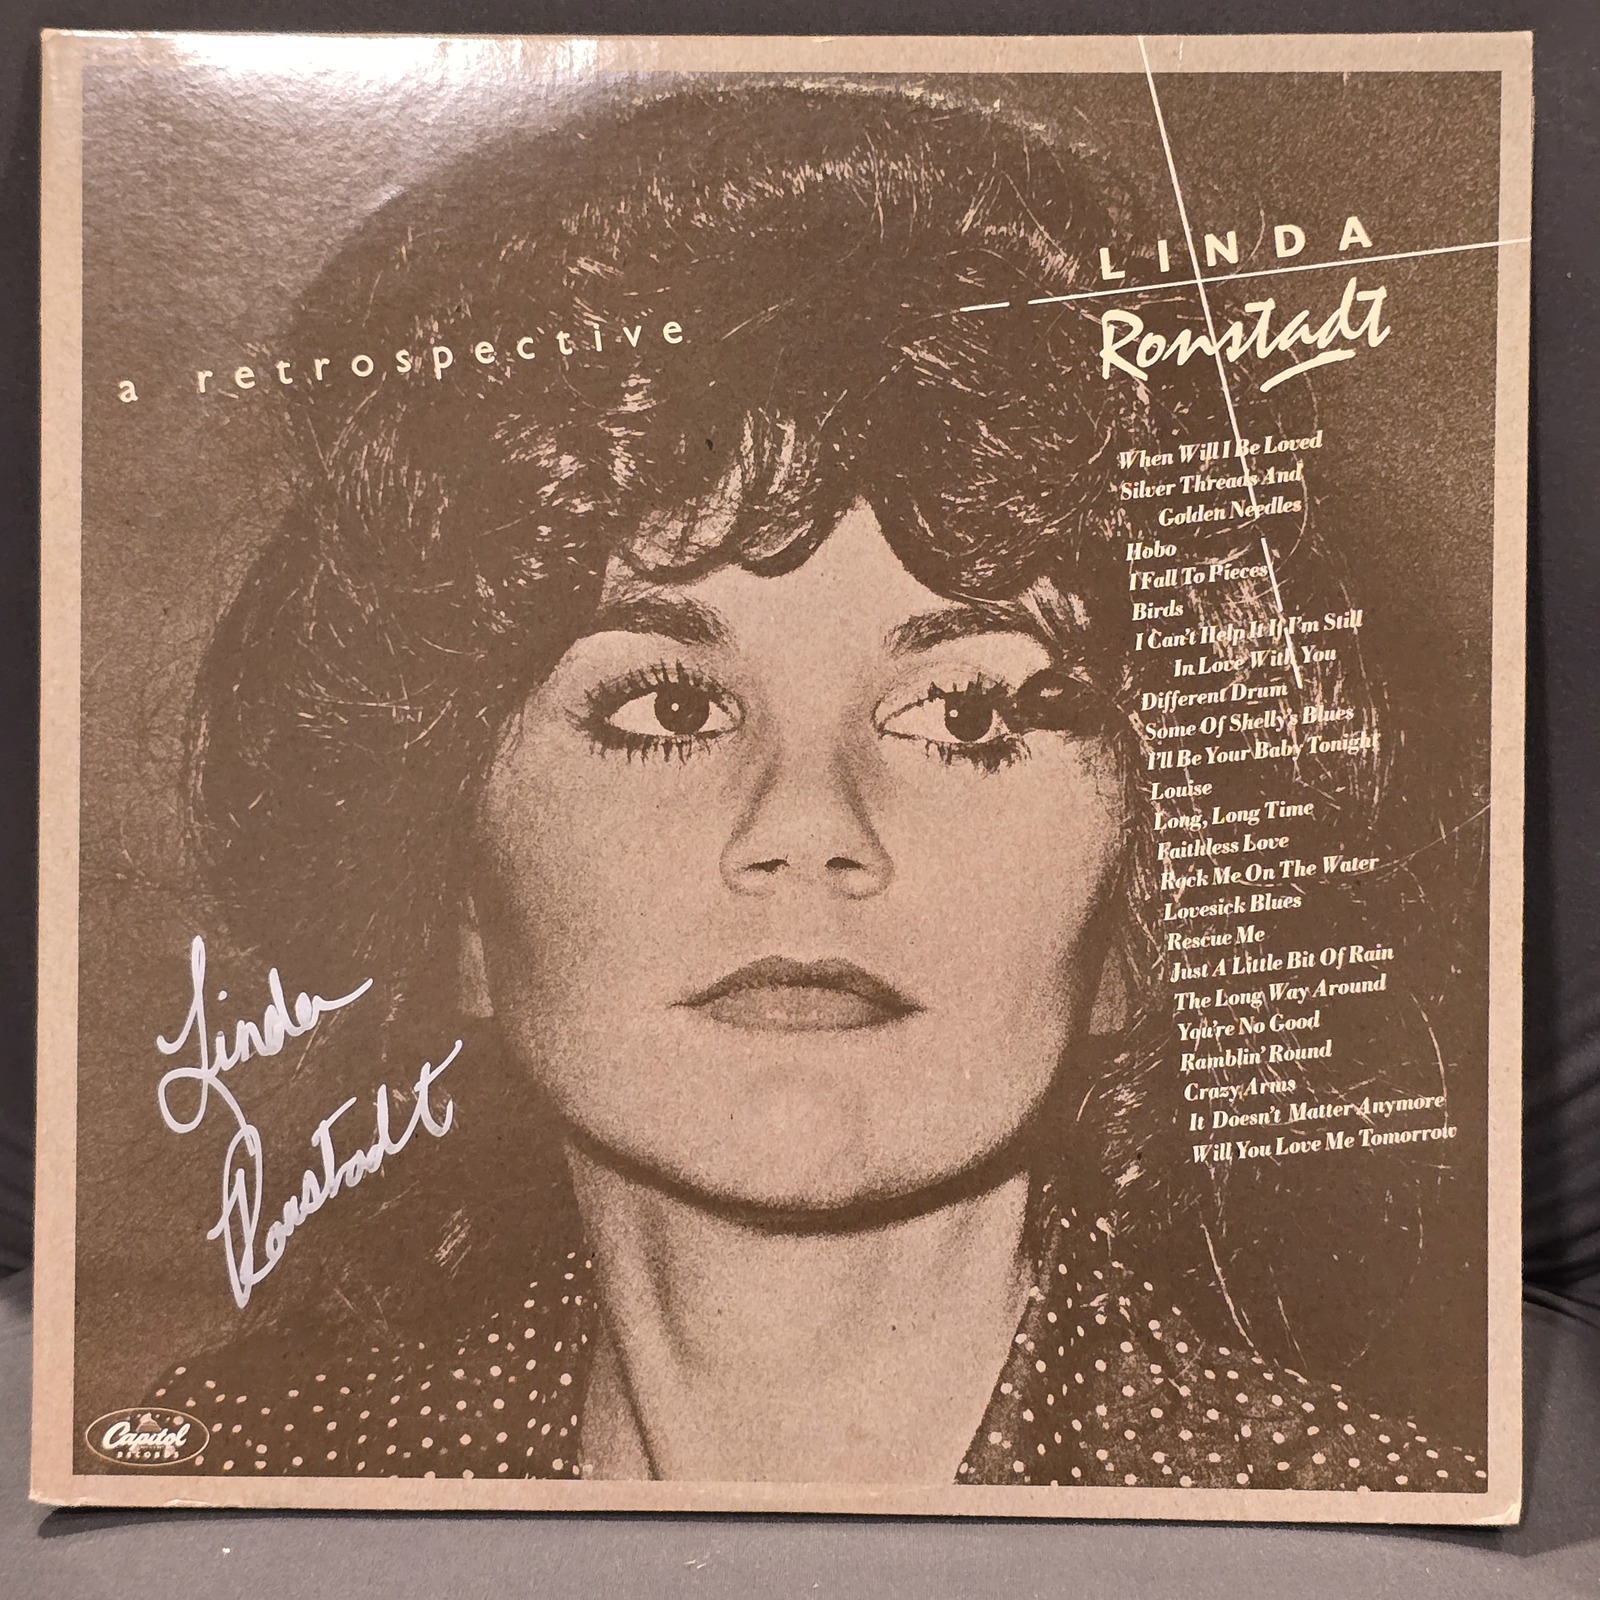 LINDA
Ronstadt
a retrospective
When Will I Be Loved
Silver Threads And
Golden Needles
Hobo
I Fall To Pieces
Birds
I Can't Help It If I'm Still
In Love With You
Different Drum
Some Of Shelly's Blues
I'll Be Your Baby Tonight
Louise
Long, Long Time
Faithless Love
Rock Me On The Water
Lovesick Blues
Rescue Me
Just A Little Bit Of Rain
The Long Way Around
You're No Good
Ramblin' Round
Crazy Arms
It Doesn't Matter Anymore
Will You Love Me Tomorrow
Linda
Ronstadt
Capitol
RECORDS